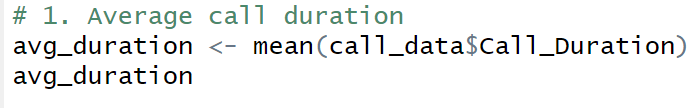 # 1. Average call duration
avg_duration <- mean(call_data$Call_Duration)
avg_duration